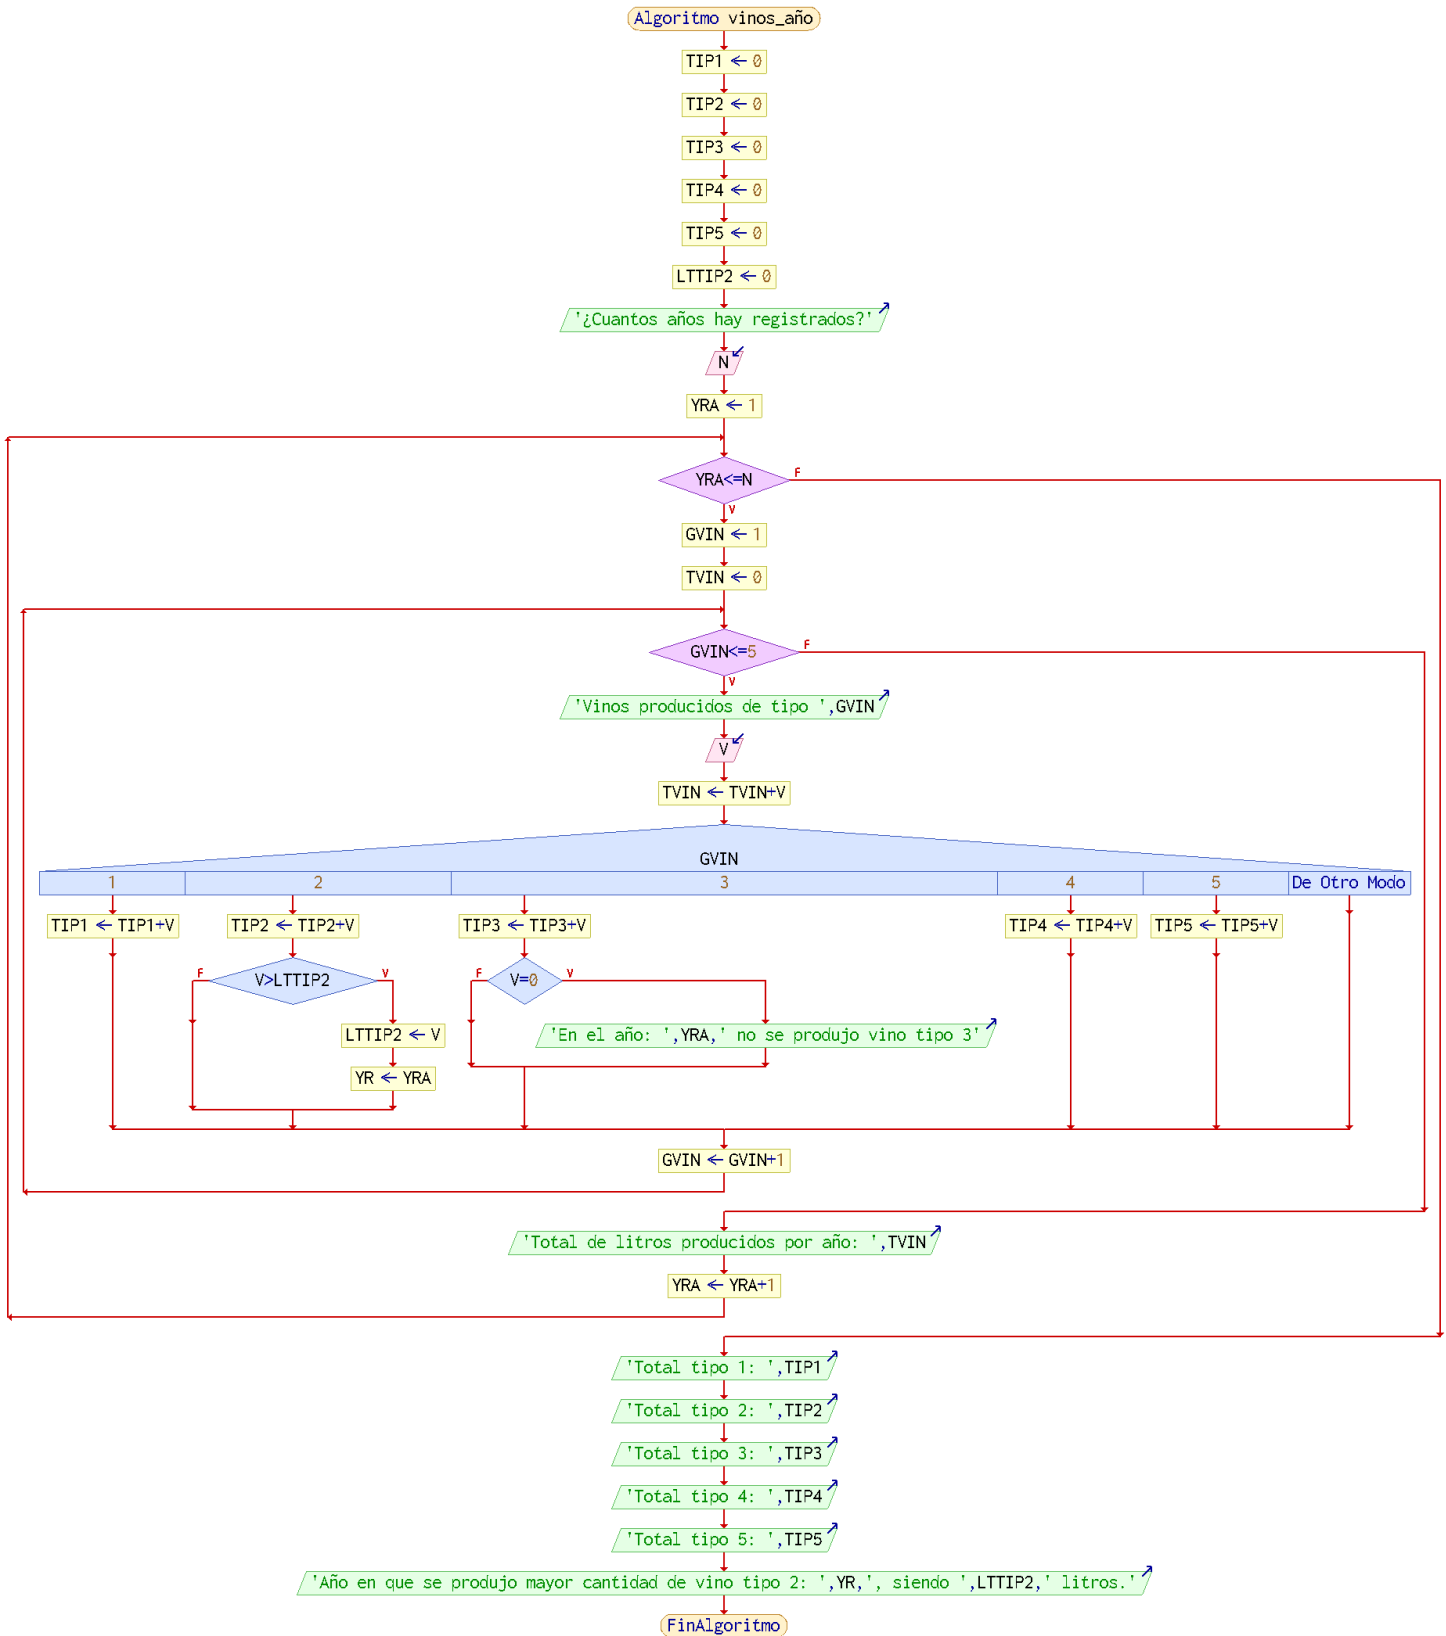 Algoritmo vinos_año
TIP1 ← 0
TIP2 ← 0
TIP3 ← 0
TIP4 ← 0
TIP5 ← 0
LTTIP2 ← 0
'¿Cuantos años hay registrados?'
N
YRA ← 1
YRA<=N
F
V
GVIN ← 1
TVIN ← 0
GVIN<=5
F
V
'Vinos producidos de tipo ',GVIN
V
TVIN ← TVIN+V
GVIN
1 2 3 4 5 De Otro Modo
TIP1 ← TIP1+V TIP2 ← TIP2+V TIP3 ← TIP3+V TIP4 ← TIP4+V TIP5 ← TIP5+V
F V>LTTIP2 V F V=0 V
LTTIP2 ← V 'En el año: ',YRA,' no se produjo vino tipo 3'
YR ← YRA
GVIN ← GVIN+1
'Total de litros producidos por año: ',TVIN
YRA ← YRA+1
'Total tipo 1: ',TIP1
'Total tipo 2: ',TIP2
'Total tipo 3: ',TIP3
'Total tipo 4: ',TIP4
'Total tipo 5: ',TIP5
'Año en que se produjo mayor cantidad de vino tipo 2: ',YR,', siendo ',LTTIP2,' litros.'
FinAlgoritmo